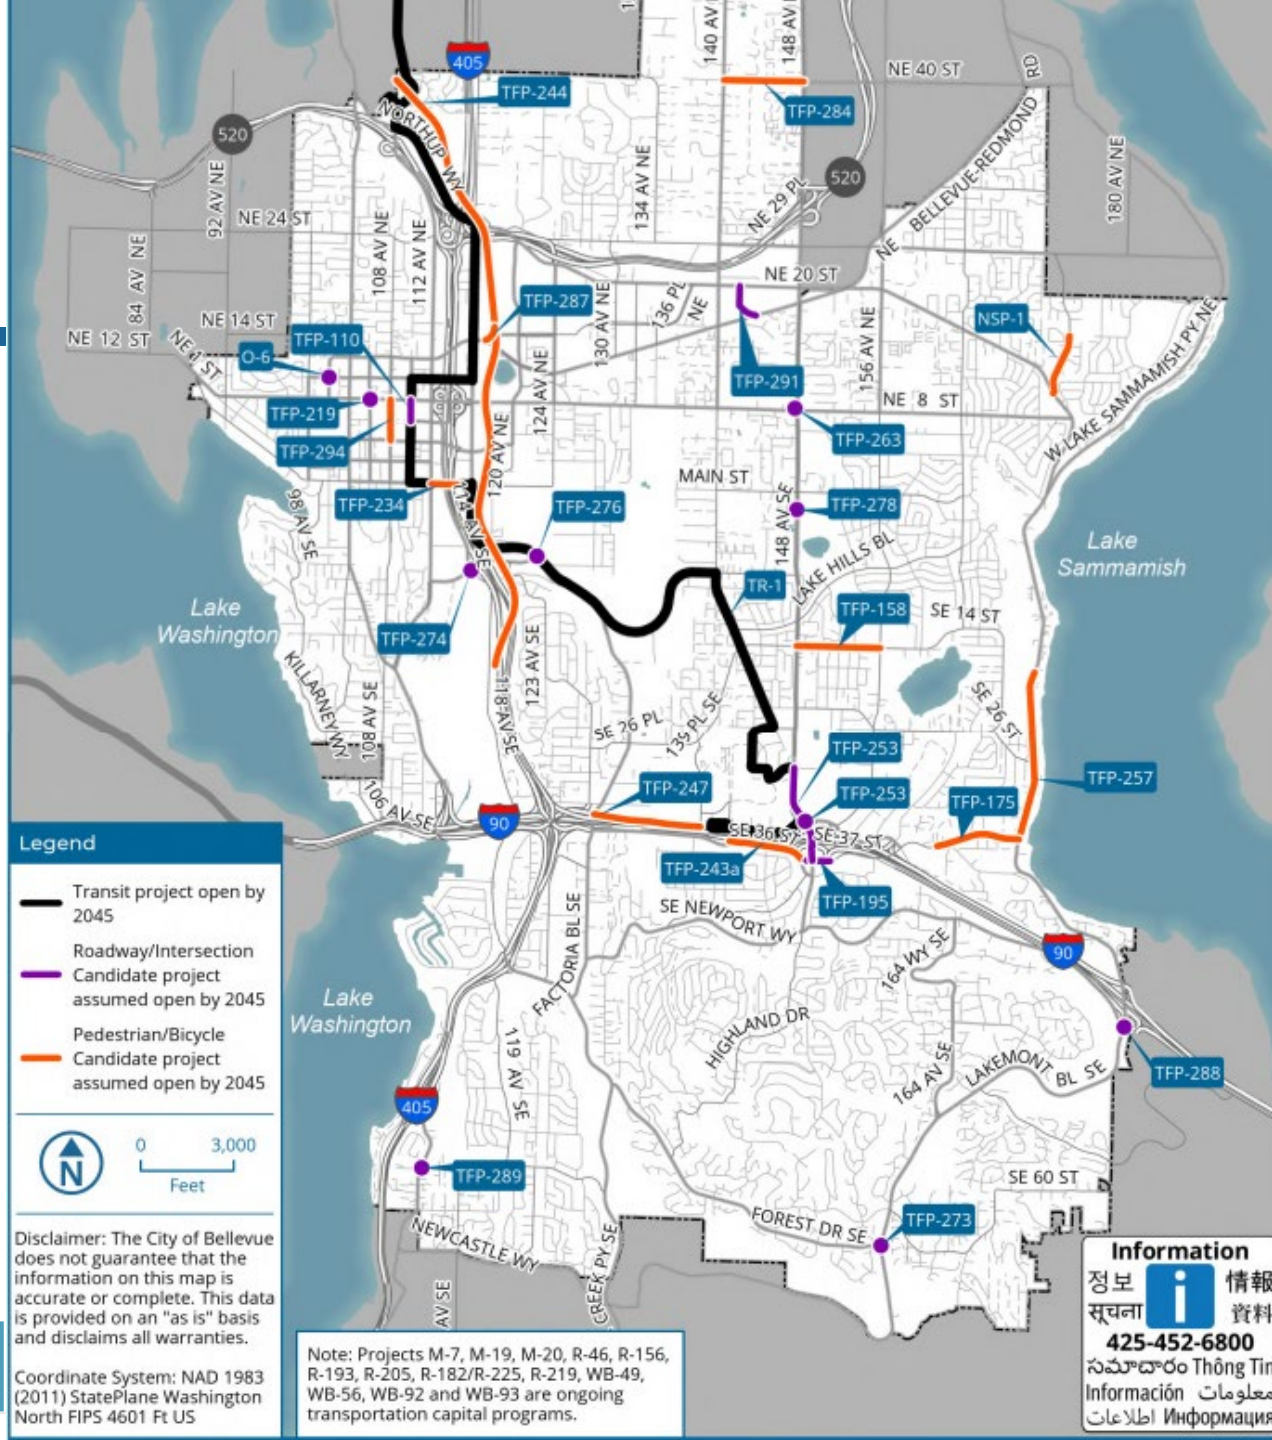 140 AV
148 AV
405
NE 40 ST
RD
TFP-244
TFP-284
NORTHUP WY
520
92 AV NE
134 AV NE
NE 29 PL
520
NE BELLEVUE-REDMOND
180 AV NE
NE 24 ST
84 AV NE
108 AV NE
112 AV NE
NE 20 ST
TFP-287
130 AV NE
136 PL NE
NE 14 ST
NE 12 ST
NE 1 ST
TFP-110
NSP-1
O-6
124 AV NE
156 AV NE
TFP-291
W LAKE SAMMAMISH PY NE
TFP-219
NE 8 ST
TFP-263
TFP-294
120 AV NE
MAIN ST
TFP-234
114 AV SE
TFP-276
148 AV SE
TFP-278
98 AV SE
LAKE HILLS BL
Lake
Sammamish
TR-1
Lake
Washington
TFP-158
SE 14 ST
TFP-274
123 AV SE
KILLARNEY WY
108 AV SE
118 AV SE
SE 26 PL
139 PL SE
SE 26 ST
TFP-253
TFP-257
TFP-247
TFP-253
TFP-175
106 AV SE
90
SE 36 ST
SE 37 ST
TFP-243a
TFP-195
SE NEWPORT WY
FACTORIA BL SE
164 WY SE
90
Lake
Washington
HIGHLAND DR
119 AV SE
164 AV SE
LAKEMONT BL SE
TFP-288
405
TFP-289
SE 60 ST
FOREST DR SE
TFP-273
NEWCASTLE WY
AV SE
CREEK PY SE
Legend
Transit project open by
2045
Roadway/Intersection
Candidate project
assumed open by 2045
Pedestrian/Bicycle
Candidate project
assumed open by 2045
N
0 3,000
Feet
Disclaimer: The City of Bellevue
does not guarantee that the
information on this map is
accurate or complete. This data
is provided on an "as is" basis
and disclaims all warranties.
Coordinate System: NAD 1983
(2011) StatePlane Washington
North FIPS 4601 Ft US
Note: Projects M-7, M-19, M-20, R-46, R-156,
R-193, R-205, R-182/R-225, R-219, WB-49,
WB-56, WB-92 and WB-93 are ongoing
transportation capital programs.
Information
정보 i 情報
सूचना 資料
425-452-6800
సమాచారం Thông Tin
Información معلومات
اطلاعات Информация